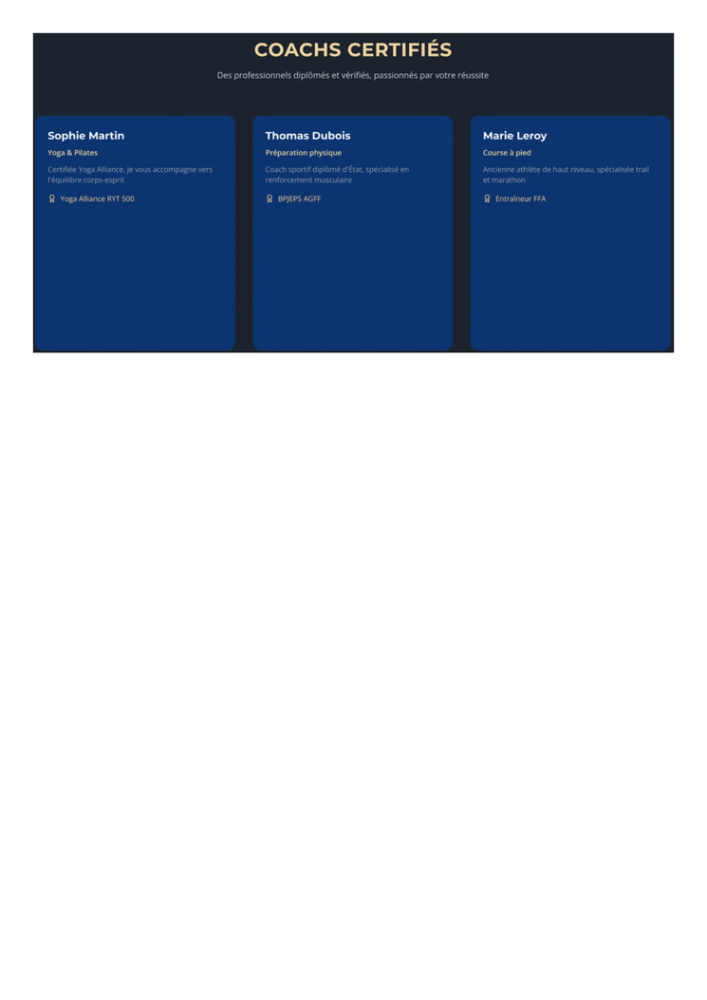 COACHS CERTIFIÉS
Des professionnels diplômés et vérifiés, passionnés par votre réussite
Sophie Martin
Yoga & Pilates
Certifiée Yoga Alliance, je vous accompagne vers
l'équilibre corps-esprit
Yoga Alliance RYT 500
Thomas Dubois
Préparation physique
Coach sportif diplômé d'État, spécialisé en
renforcement musculaire
BPJEPS AGFF
Marie Leroy
Course à pied
Ancienne athlète de haut niveau, spécialisée trail
et marathon
Entraîneur FFA